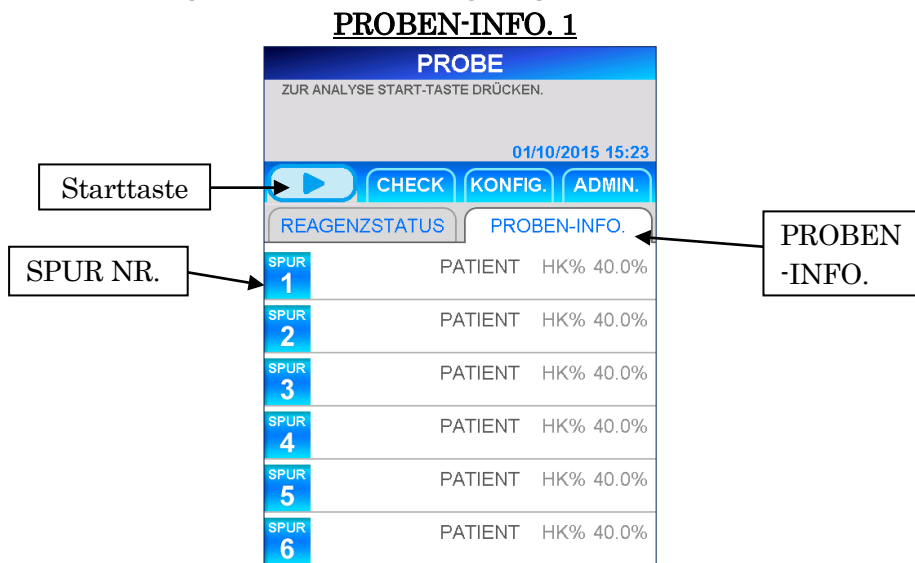 PROBEN-INFO. 1
PROBE
ZUR ANALYSE START-TASTE DRÜCKEN.
01/10/2015 15:23
Starttaste
CHECK KONFIG. ADMIN.
REAGENZSTATUS PROBEN-INFO.
PROBEN
-INFO.
SPUR NR.
SPUR
1 PATIENT HK% 40.0%
SPUR
2 PATIENT HK% 40.0%
SPUR
3 PATIENT HK% 40.0%
SPUR
4 PATIENT HK% 40.0%
SPUR
5 PATIENT HK% 40.0%
SPUR
6 PATIENT HK% 40.0%